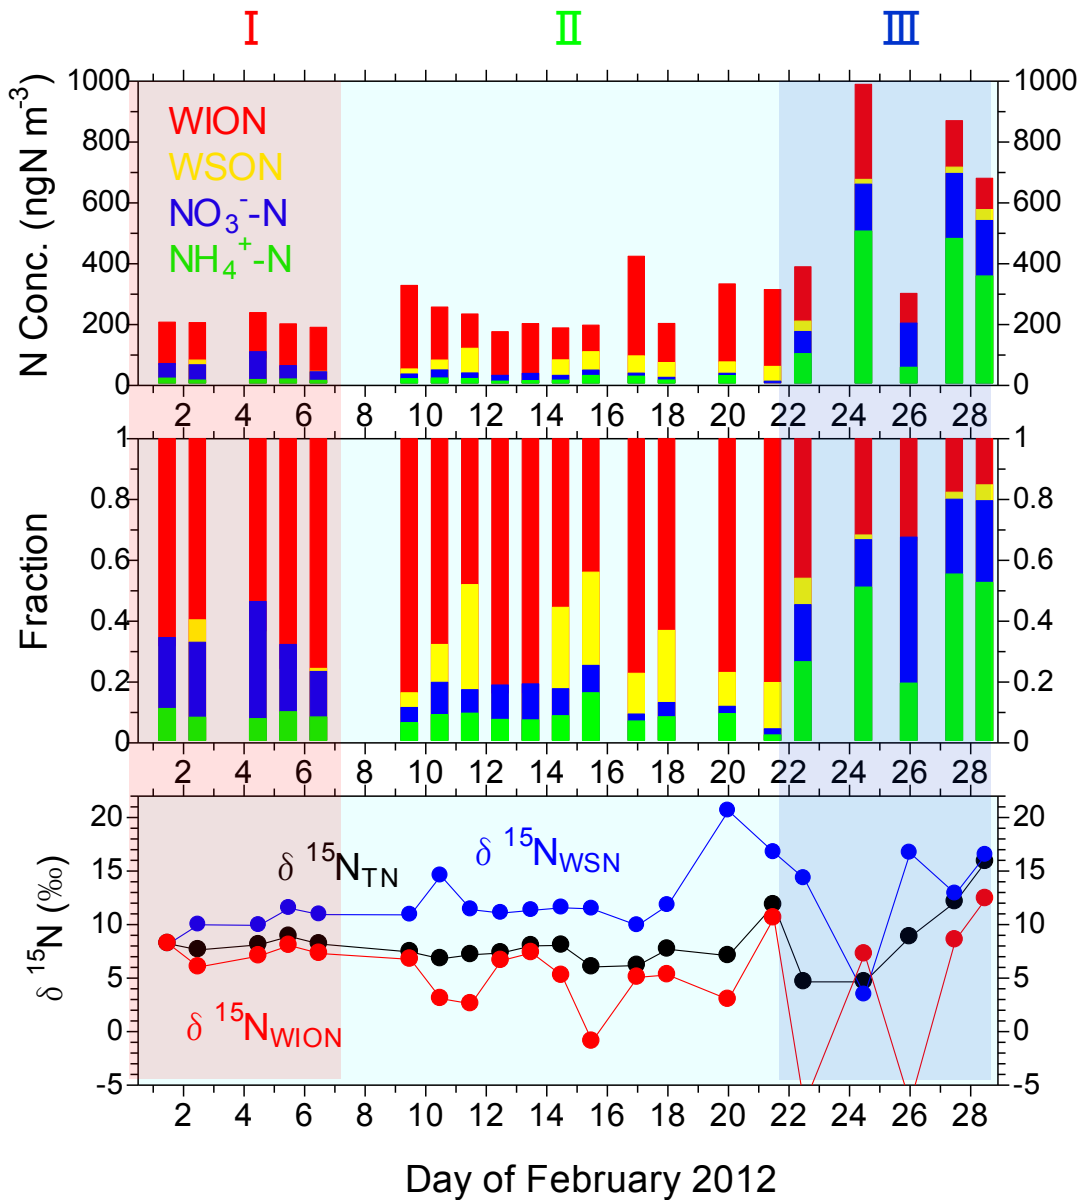 I II III
1000 1000
800 800
600 600
400 400
200 200
0 0
N Conc. (ngN m⁻³)
WION
WSON
NO₃⁻-N
NH₄⁺-N
2 4 6 8 10 12 14 16 18 20 22 24 26 28
1 1
0.8 0.8
0.6 0.6
0.4 0.4
0.2 0.2
0 0
Fraction
2 4 6 8 10 12 14 16 18 20 22 24 26 28
20 20
15 15
10 10
5 5
0 0
-5 -5
δ ¹⁵N (‰)
δ ¹⁵N_TN
δ ¹⁵N_WSN
δ ¹⁵N_WION
2 4 6 8 10 12 14 16 18 20 22 24 26 28
Day of February 2012